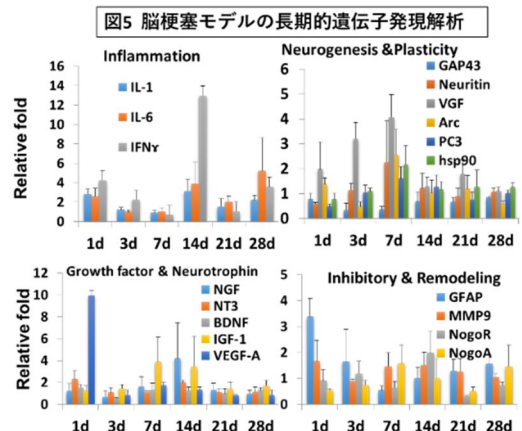 図5 脳梗塞モデルの長期的遺伝子発現解析
Inflammation
Relative fold
16
14
12
10
8
6
4
2
0
IL-1
IL-6
IFNγ
1d 3d 7d 14d 21d 28d
Neurogenesis &Plasticity
6
5
4
3
2
1
0
GAP43
Neuritin
VGF
Arc
PC3
hsp90
1d 3d 7d 14d 21d 28d
Growth factor & Neurotrophin
Relative fold
12
10
8
6
4
2
0
NGF
NT3
BDNF
IGF-1
VEGF-A
1d 3d 7d 14d 21d 28d
Inhibitory & Remodeling
5
4
3
2
1
0
GFAP
MMP9
NogoR
NogoA
1d 3d 7d 14d 21d 28d